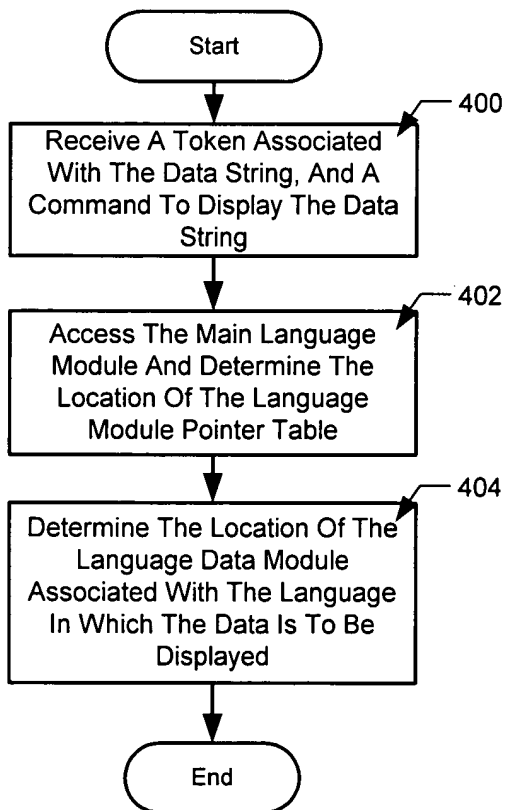 Start
400
Receive A Token Associated
With The Data String, And A
Command To Display The Data
String
402
Access The Main Language
Module And Determine The
Location Of The Language
Module Pointer Table
404
Determine The Location Of The
Language Data Module
Associated With The Language
In Which The Data Is To Be
Displayed
End